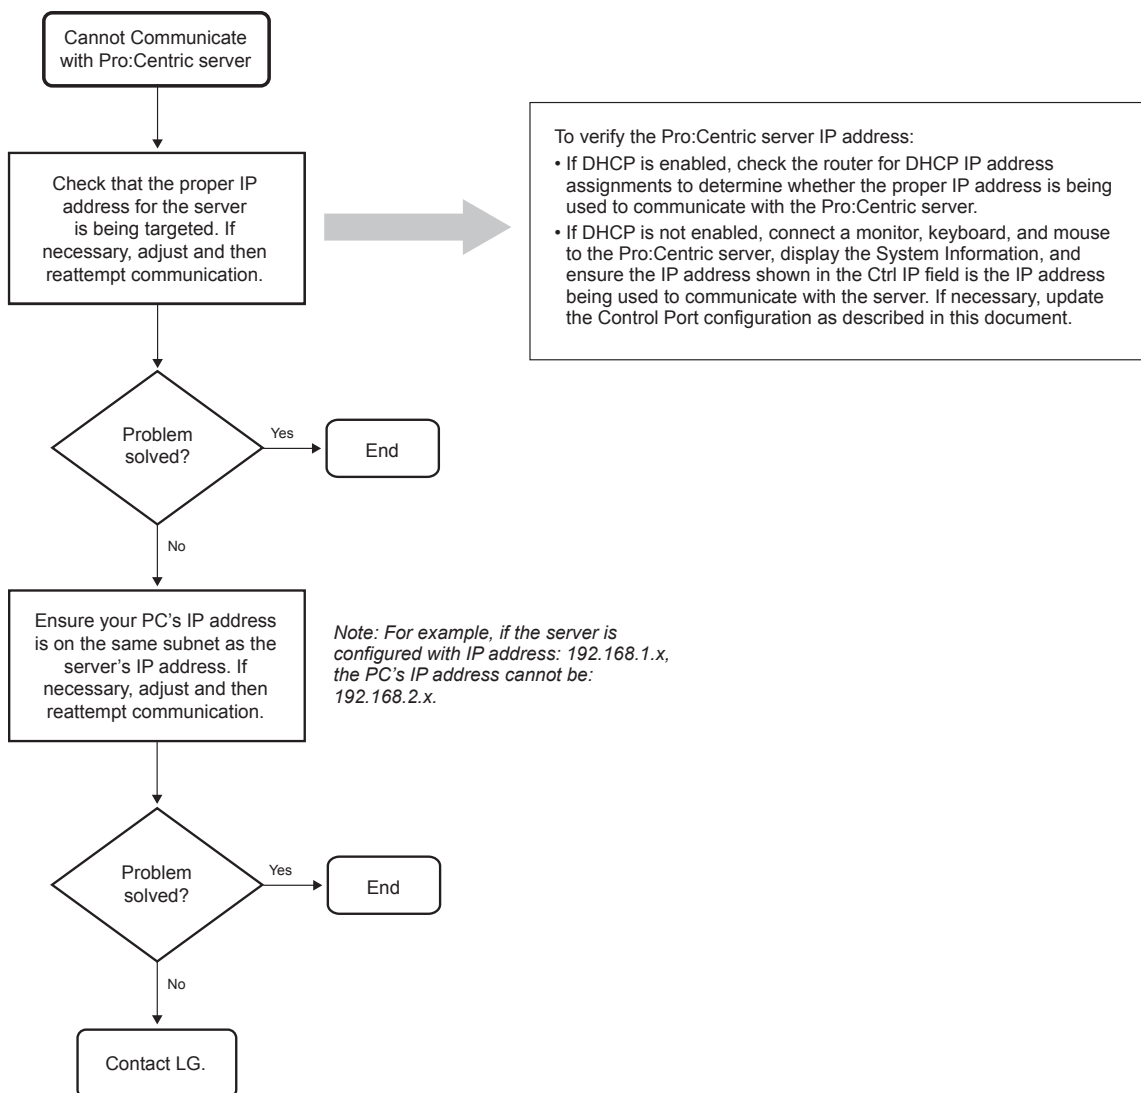 Cannot Communicate
with Pro:Centric server
Check that the proper IP
address for the server
is being targeted. If
necessary, adjust and then
reattempt communication.
To verify the Pro:Centric server IP address:
• If DHCP is enabled, check the router for DHCP IP address
assignments to determine whether the proper IP address is being
used to communicate with the Pro:Centric server.
• If DHCP is not enabled, connect a monitor, keyboard, and mouse
to the Pro:Centric server, display the System Information, and
ensure the IP address shown in the Ctrl IP field is the IP address
being used to communicate with the server. If necessary, update
the Control Port configuration as described in this document.
Problem
solved?
Yes
End
No
Ensure your PC’s IP address
is on the same subnet as the
server’s IP address. If
necessary, adjust and then
reattempt communication.
Note: For example, if the server is
configured with IP address: 192.168.1.x,
the PC’s IP address cannot be:
192.168.2.x.
Problem
solved?
Yes
End
No
Contact LG.